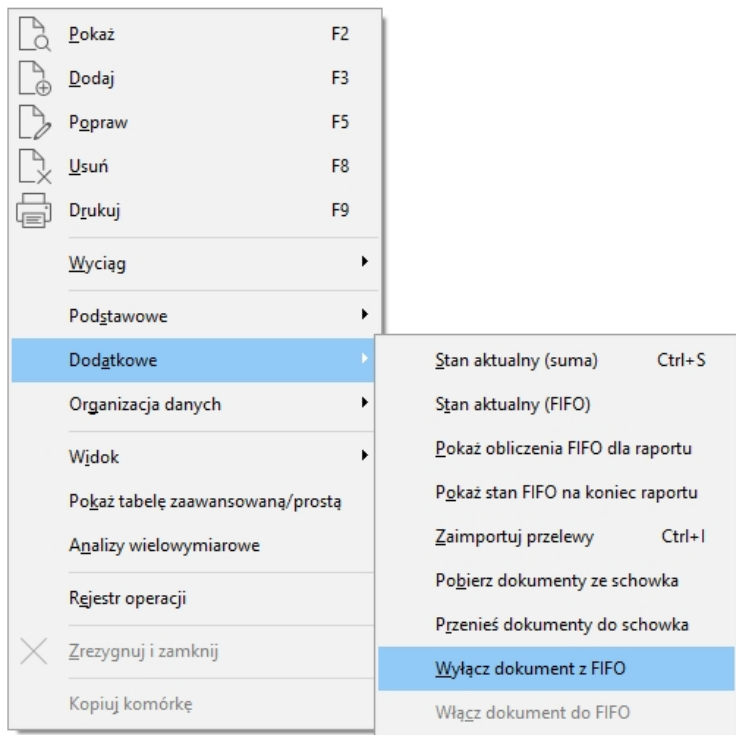 Pokaż F2
Dodaj F3
Popraw F5
Usuń F8
Drukuj F9
Wyciąg
Podstawowe
Dodatkowe
Organizacja danych
Widok
Pokaż tabelę zaawansowaną/prostą
Analizy wielowymiarowe
Rejestr operacji
Zrezygnuj i zamknij
Kopiuj komórkę
Stan aktualny (suma) Ctrl+S
Stan aktualny (FIFO)
Pokaż obliczenia FIFO dla raportu
Pokaż stan FIFO na koniec raportu
Zaimportuj przelewy Ctrl+I
Pobierz dokumenty ze schowka
Przenieś dokumenty do schowka
Wyłącz dokument z FIFO
Włącz dokument do FIFO